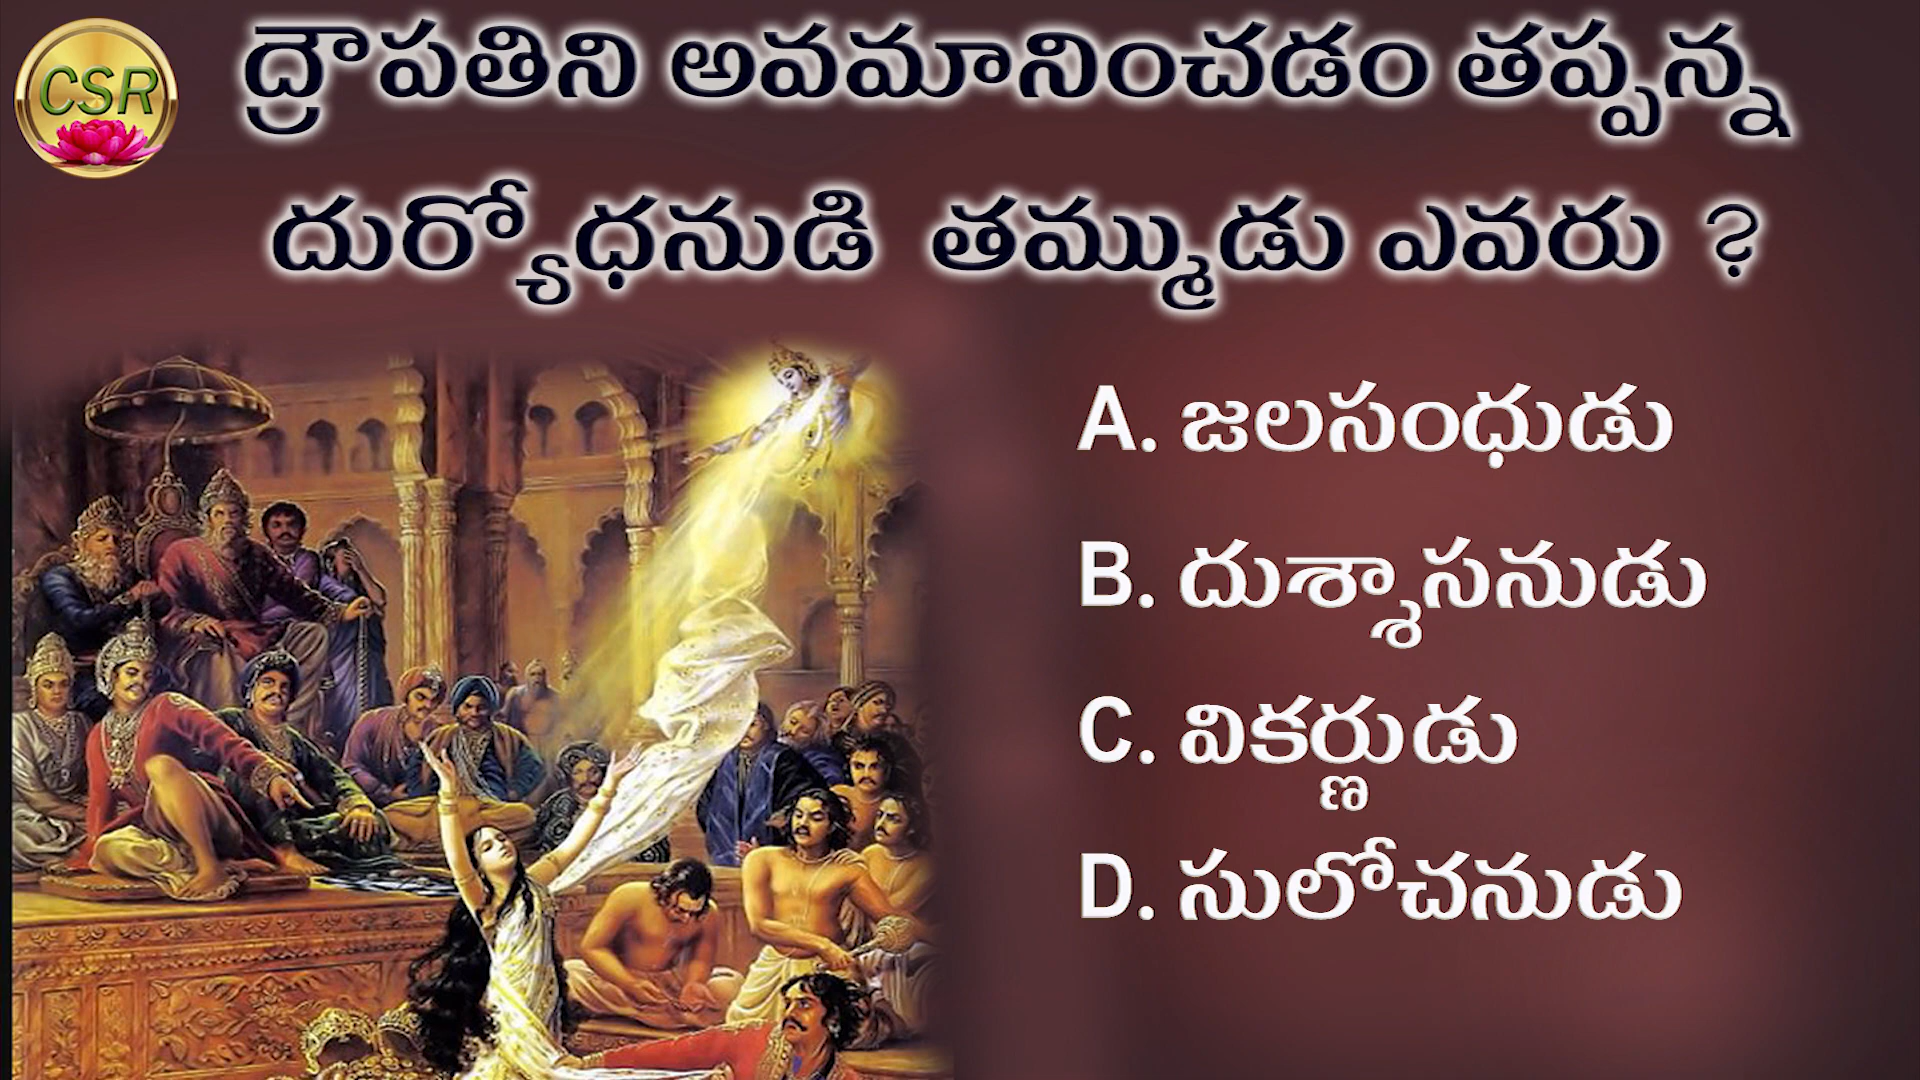 CSR
ద్రౌపతిని అవమానించడం తప్పన్న
దుర్యోధనుడి తమ్ముడు ఎవరు ?
A. జలసంధుడు
B. దుశ్శాసనుడు
C. వికర్ణుడు
D. సులోచనుడు